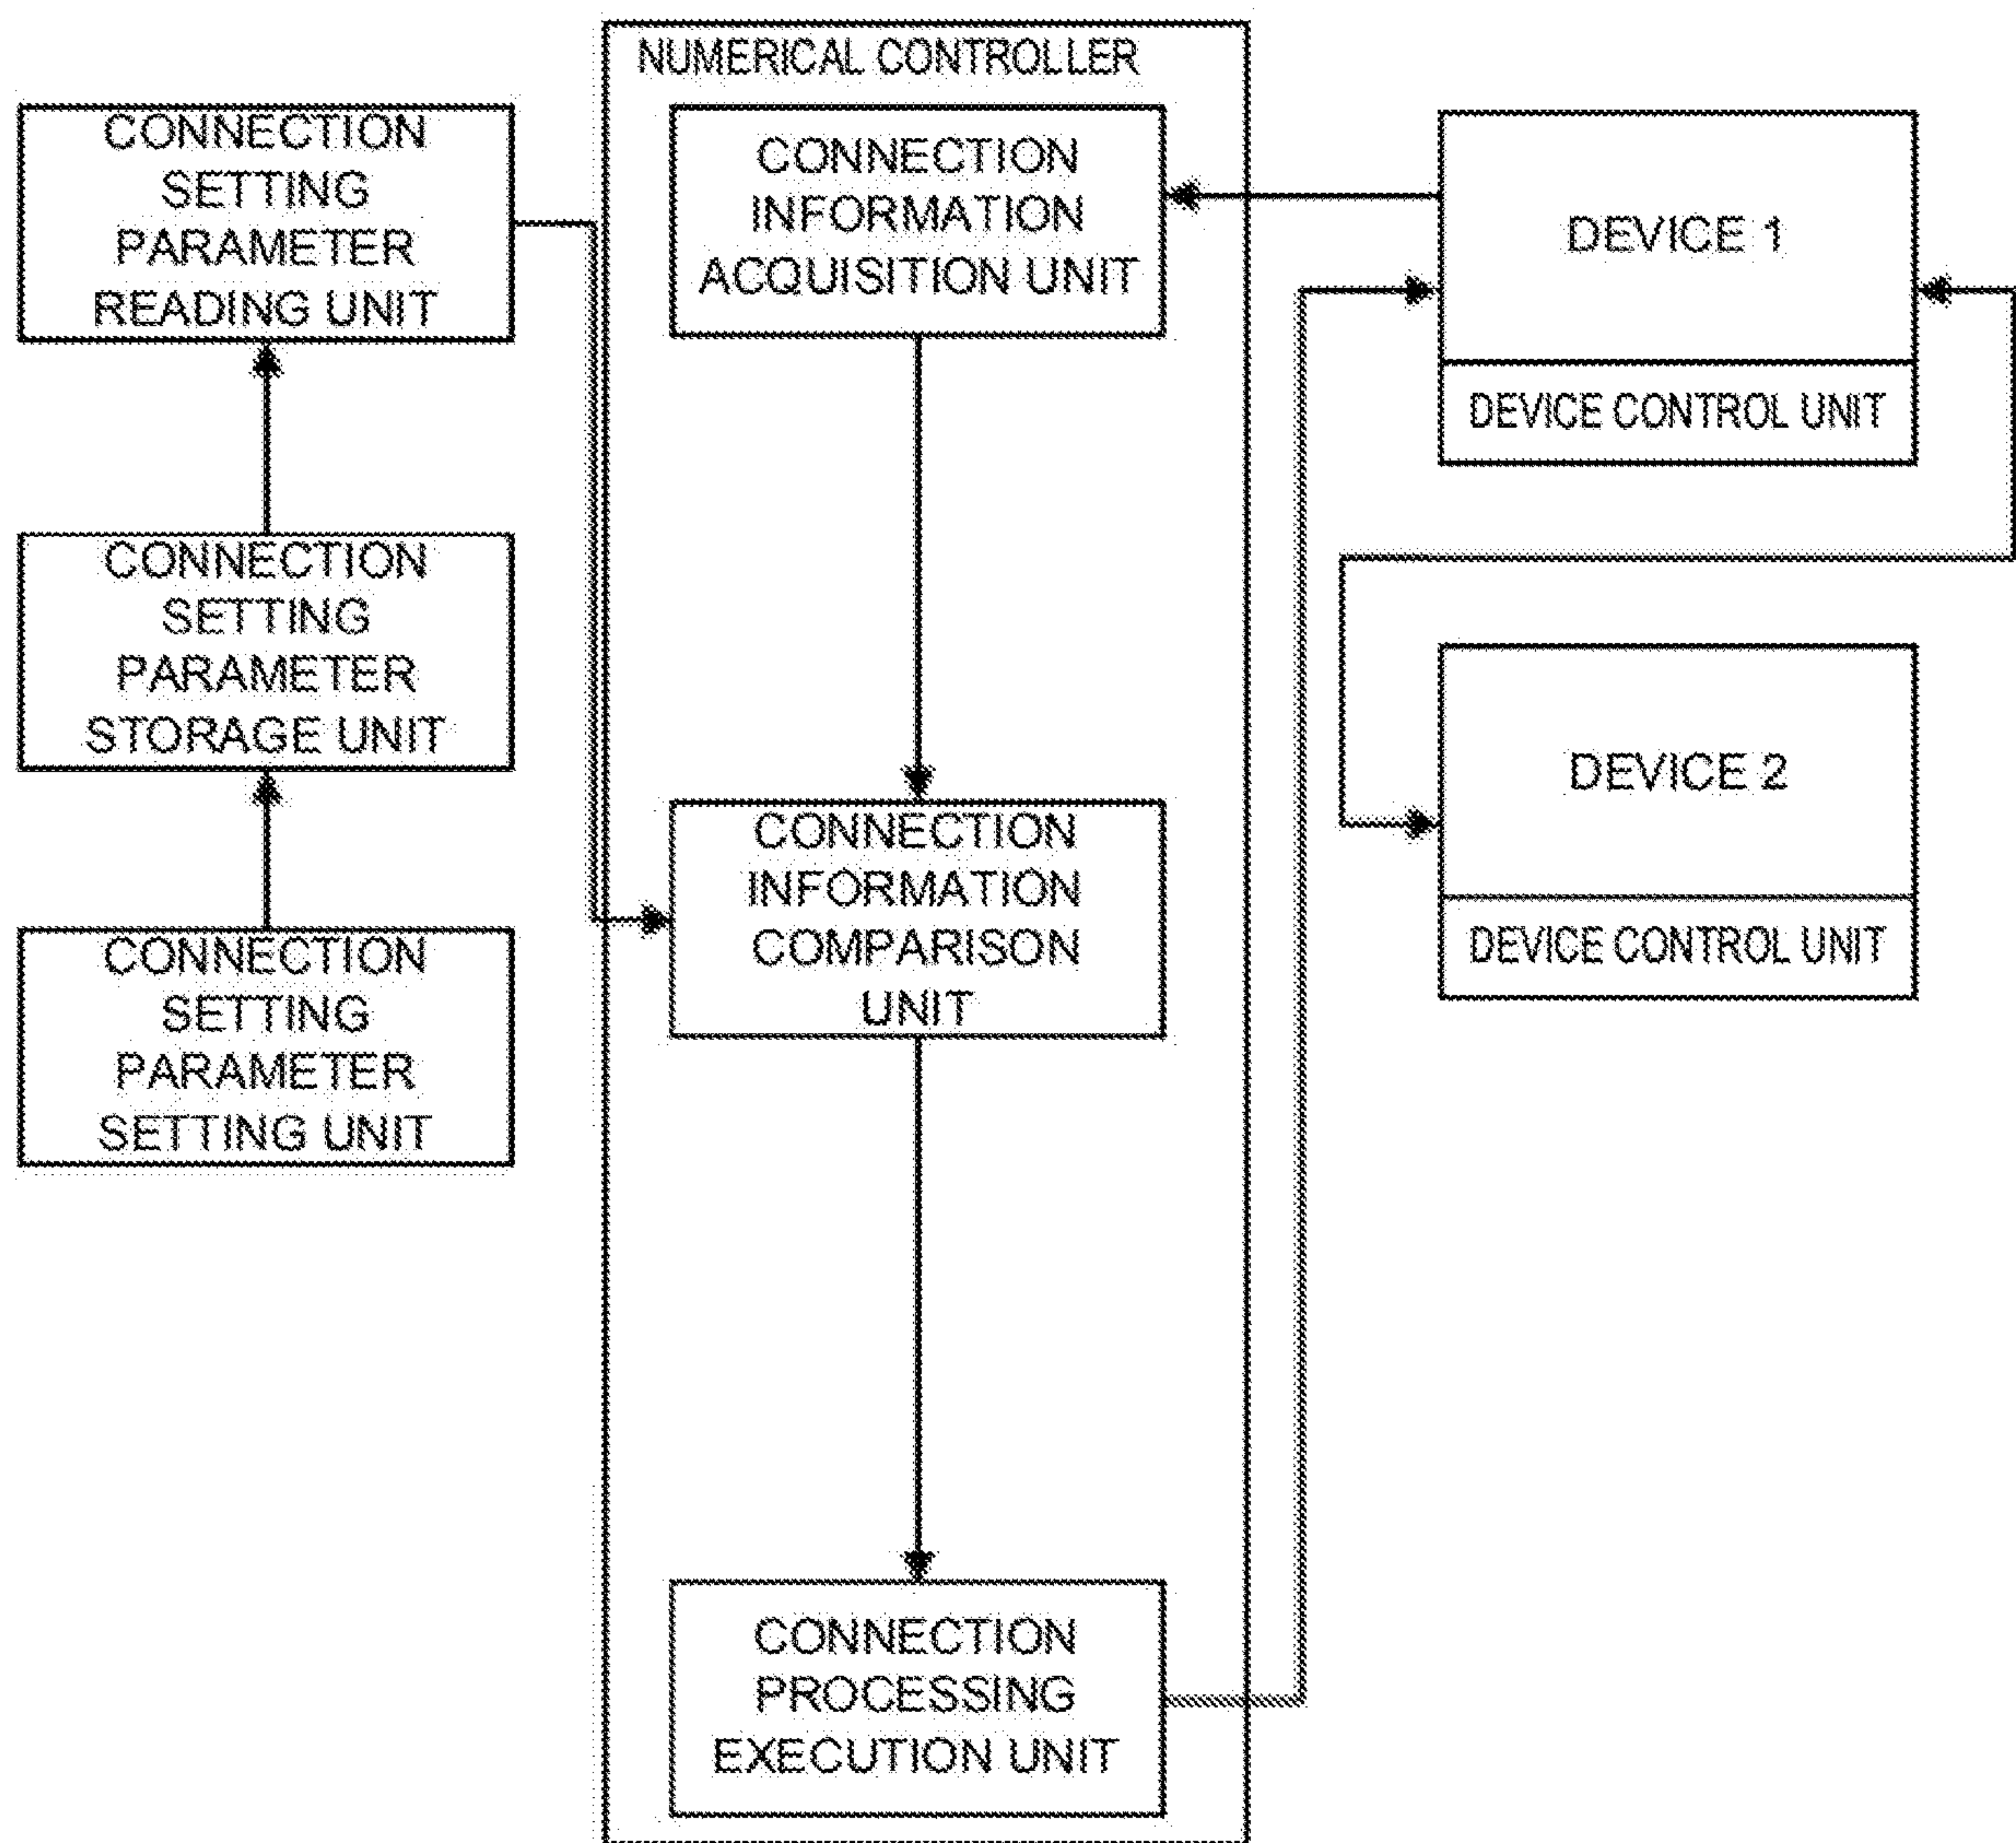 NUMERICAL CONTROLLER
CONNECTION
SETTING
PARAMETER
READING UNIT
CONNECTION
SETTING
PARAMETER
STORAGE UNIT
CONNECTION
SETTING
PARAMETER
SETTING UNIT
CONNECTION
INFORMATION
ACQUISITION UNIT
CONNECTION
INFORMATION
COMPARISON
UNIT
CONNECTION
PROCESSING
EXECUTION UNIT
DEVICE 1
DEVICE CONTROL UNIT
DEVICE 2
DEVICE CONTROL UNIT